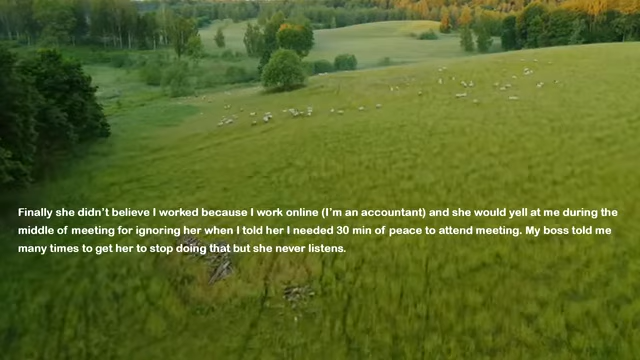 Finally she didn't believe I worked because I work online (I'm an accountant) and she would yell at me during the
middle of meeting for ignoring her when I told her I needed 30 min of peace to attend meeting. My boss told me
many times to get her to stop doing that but she never listens.